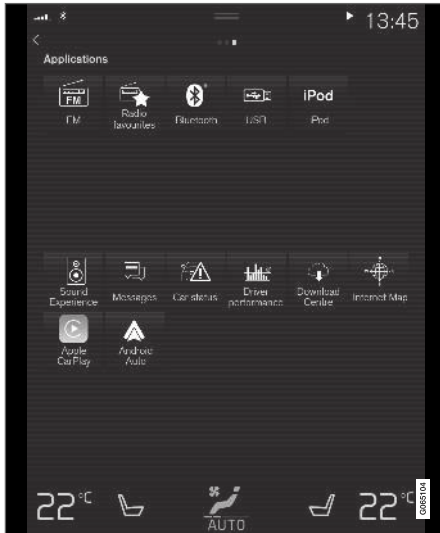 13:45
Applications
FM
FM
Radio favourites
Bluetooth
USB
iPod
iPod
Sound Experience
Messages
Car status
Driver performance
Download Centre
Internet Map
Apple CarPlay
Android Auto
22°C
AUTO
22°C
G065104